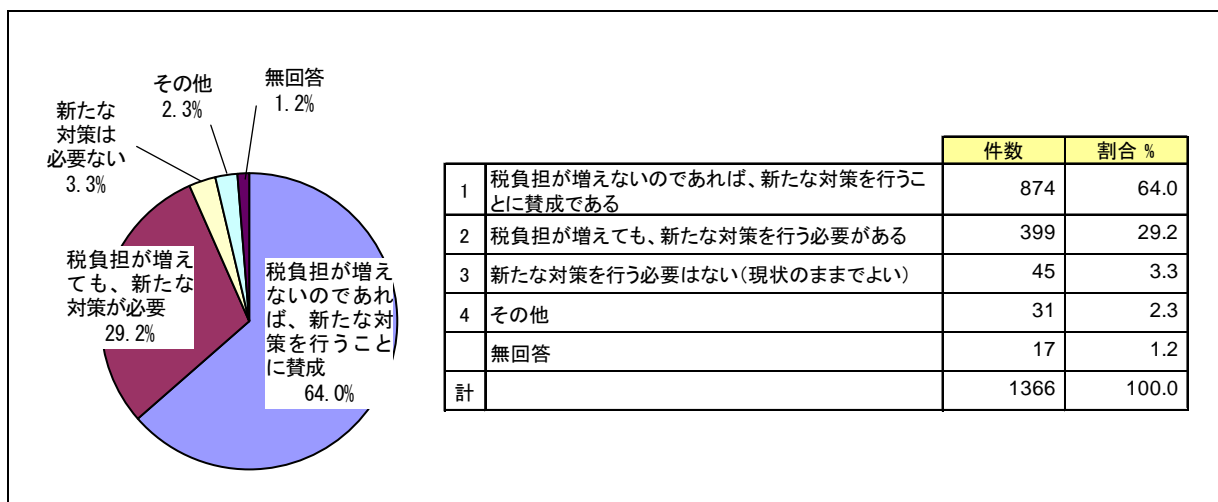 その他
2.3%
無回答
1.2%
新たな
対策は
必要ない
3.3%
税負担が増え
ても、新たな
対策が必要
29.2%
税負担が増え
ないのであれ
ば、新たな対
策を行うこと
に賛成
64.0%
件数 割合 %
1 税負担が増えないのであれば、新たな対策を行うこ
とに賛成である 874 64.0
2 税負担が増えても、新たな対策を行う必要がある 399 29.2
3 新たな対策を行う必要はない(現状のままでよい) 45 3.3
4 その他 31 2.3
無回答 17 1.2
計 1366 100.0